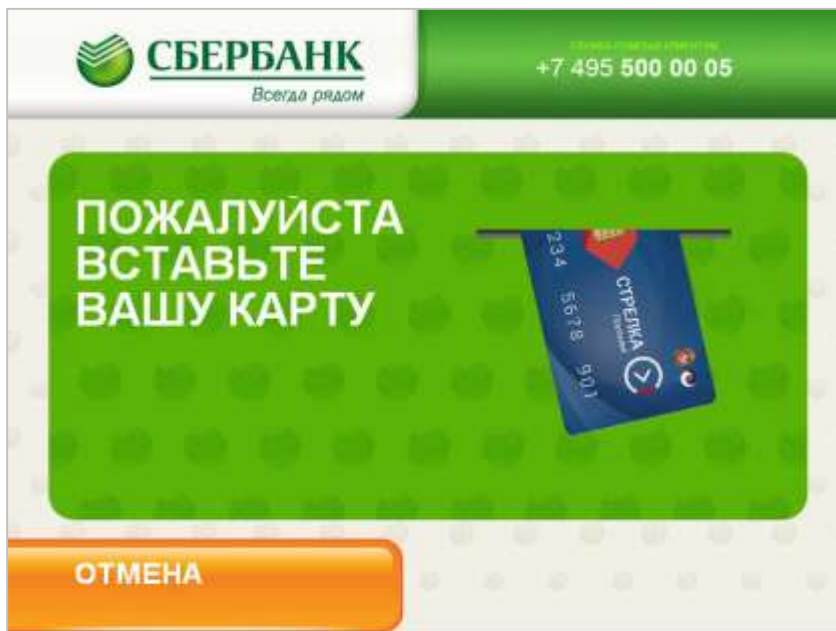 СБЕРБАНК
Всегда рядом
+7 495 500 00 05
ПОЖАЛУЙСТА
ВСТАВЬТЕ
ВАШУ КАРТУ
234 5678 901
СТРЕЛКА
ОТМЕНА